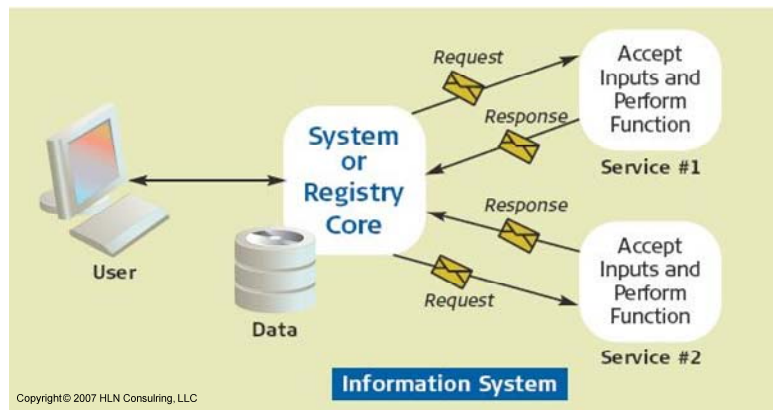 Request
Accept
Inputs and
Perform
Function
Response
Service #1
System
or
Registry
Core
User
Data
Response
Accept
Inputs and
Perform
Function
Request
Service #2
Information System
Copyright© 2007 HLN Consulring, LLC